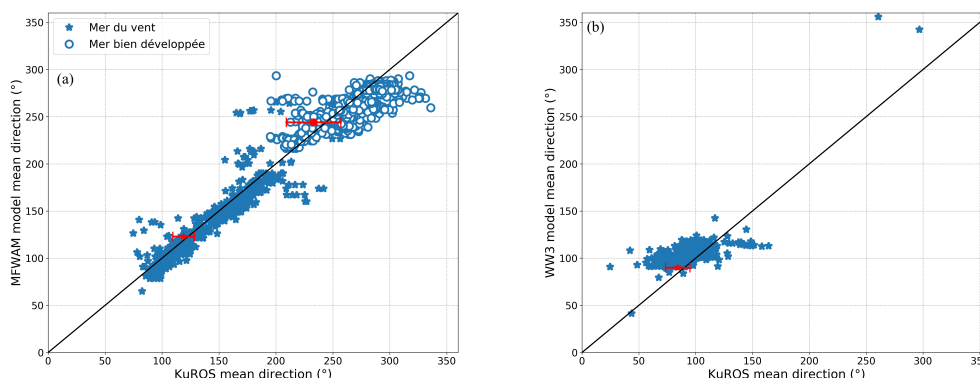 Mer du vent
Mer bien développée
(a)
MFWAM model mean direction (°)
350
300
250
200
150
100
50
0
0 50 100 150 200 250 300 350
KuROS mean direction (°)
(b)
WW3 model mean direction (°)
350
300
250
200
150
100
50
0
0 50 100 150 200 250 300 350
KuROS mean direction (°)